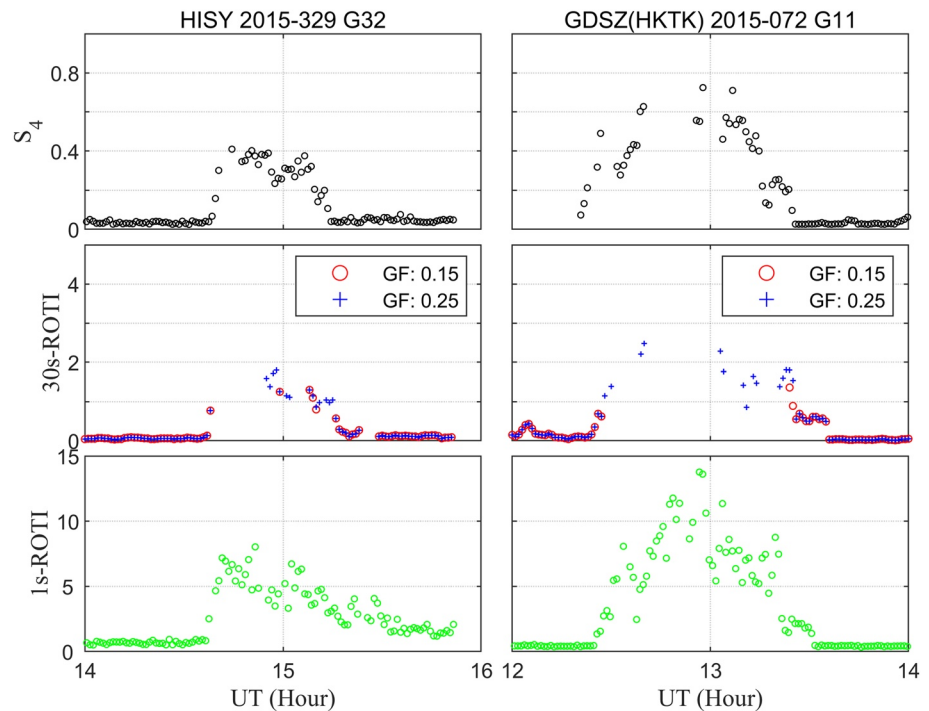 HISY 2015-329 G32
GDSZ(HKTK) 2015-072 G11
0.8
0.4
0
S4
4
2
0
30s-ROTI
GF: 0.15
GF: 0.25
GF: 0.15
GF: 0.25
15
10
5
0
1s-ROTI
14 15 16
12 13 14
UT (Hour)
UT (Hour)